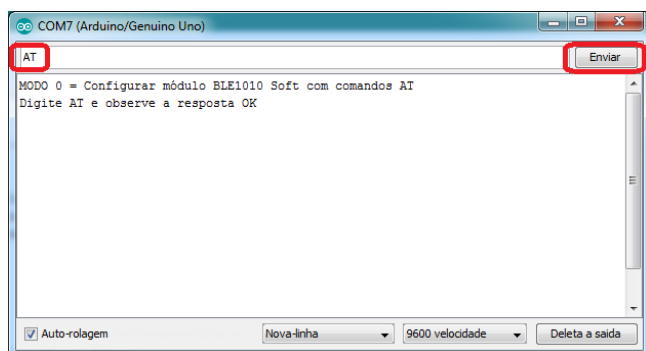 COM7 (Arduino/Genuino Uno)
AT
Enviar
MODO 0 = Configurar módulo BLE1010 Soft com comandos AT
Digite AT e observe a resposta OK
Auto-rolagem
Nova-linha
9600 velocidade
Deleta a saida